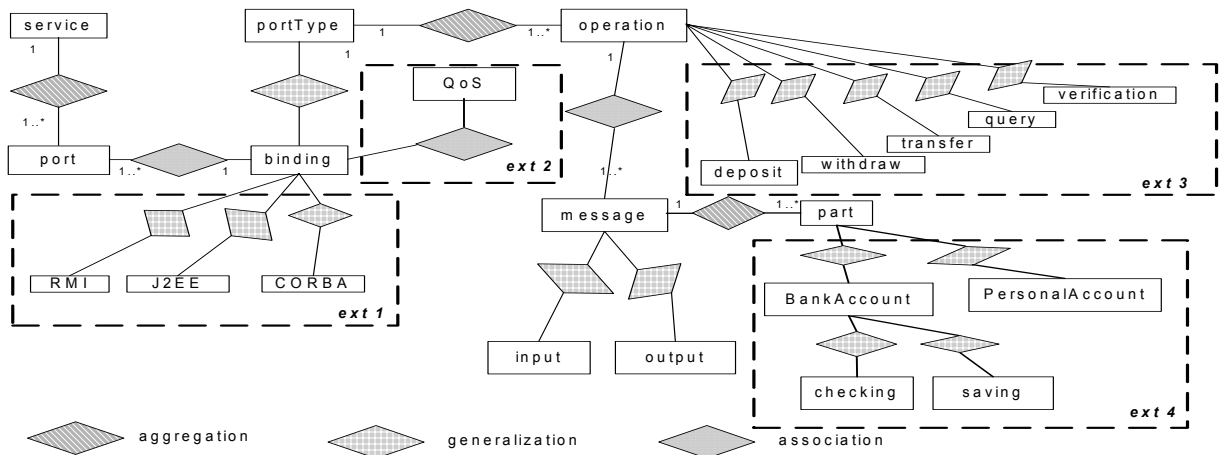 service
portType
operation
1
1
1..*
1
1
QoS
verification
query
transfer
withdraw
deposit
ext 3
1..*
port
1..*
1
binding
ext 2
1..*
message
1
1..*
part
RMI
J2EE
CORBA
ext 1
BankAccount
PersonalAccount
input
output
checking
saving
ext 4
aggregation
generalization
association